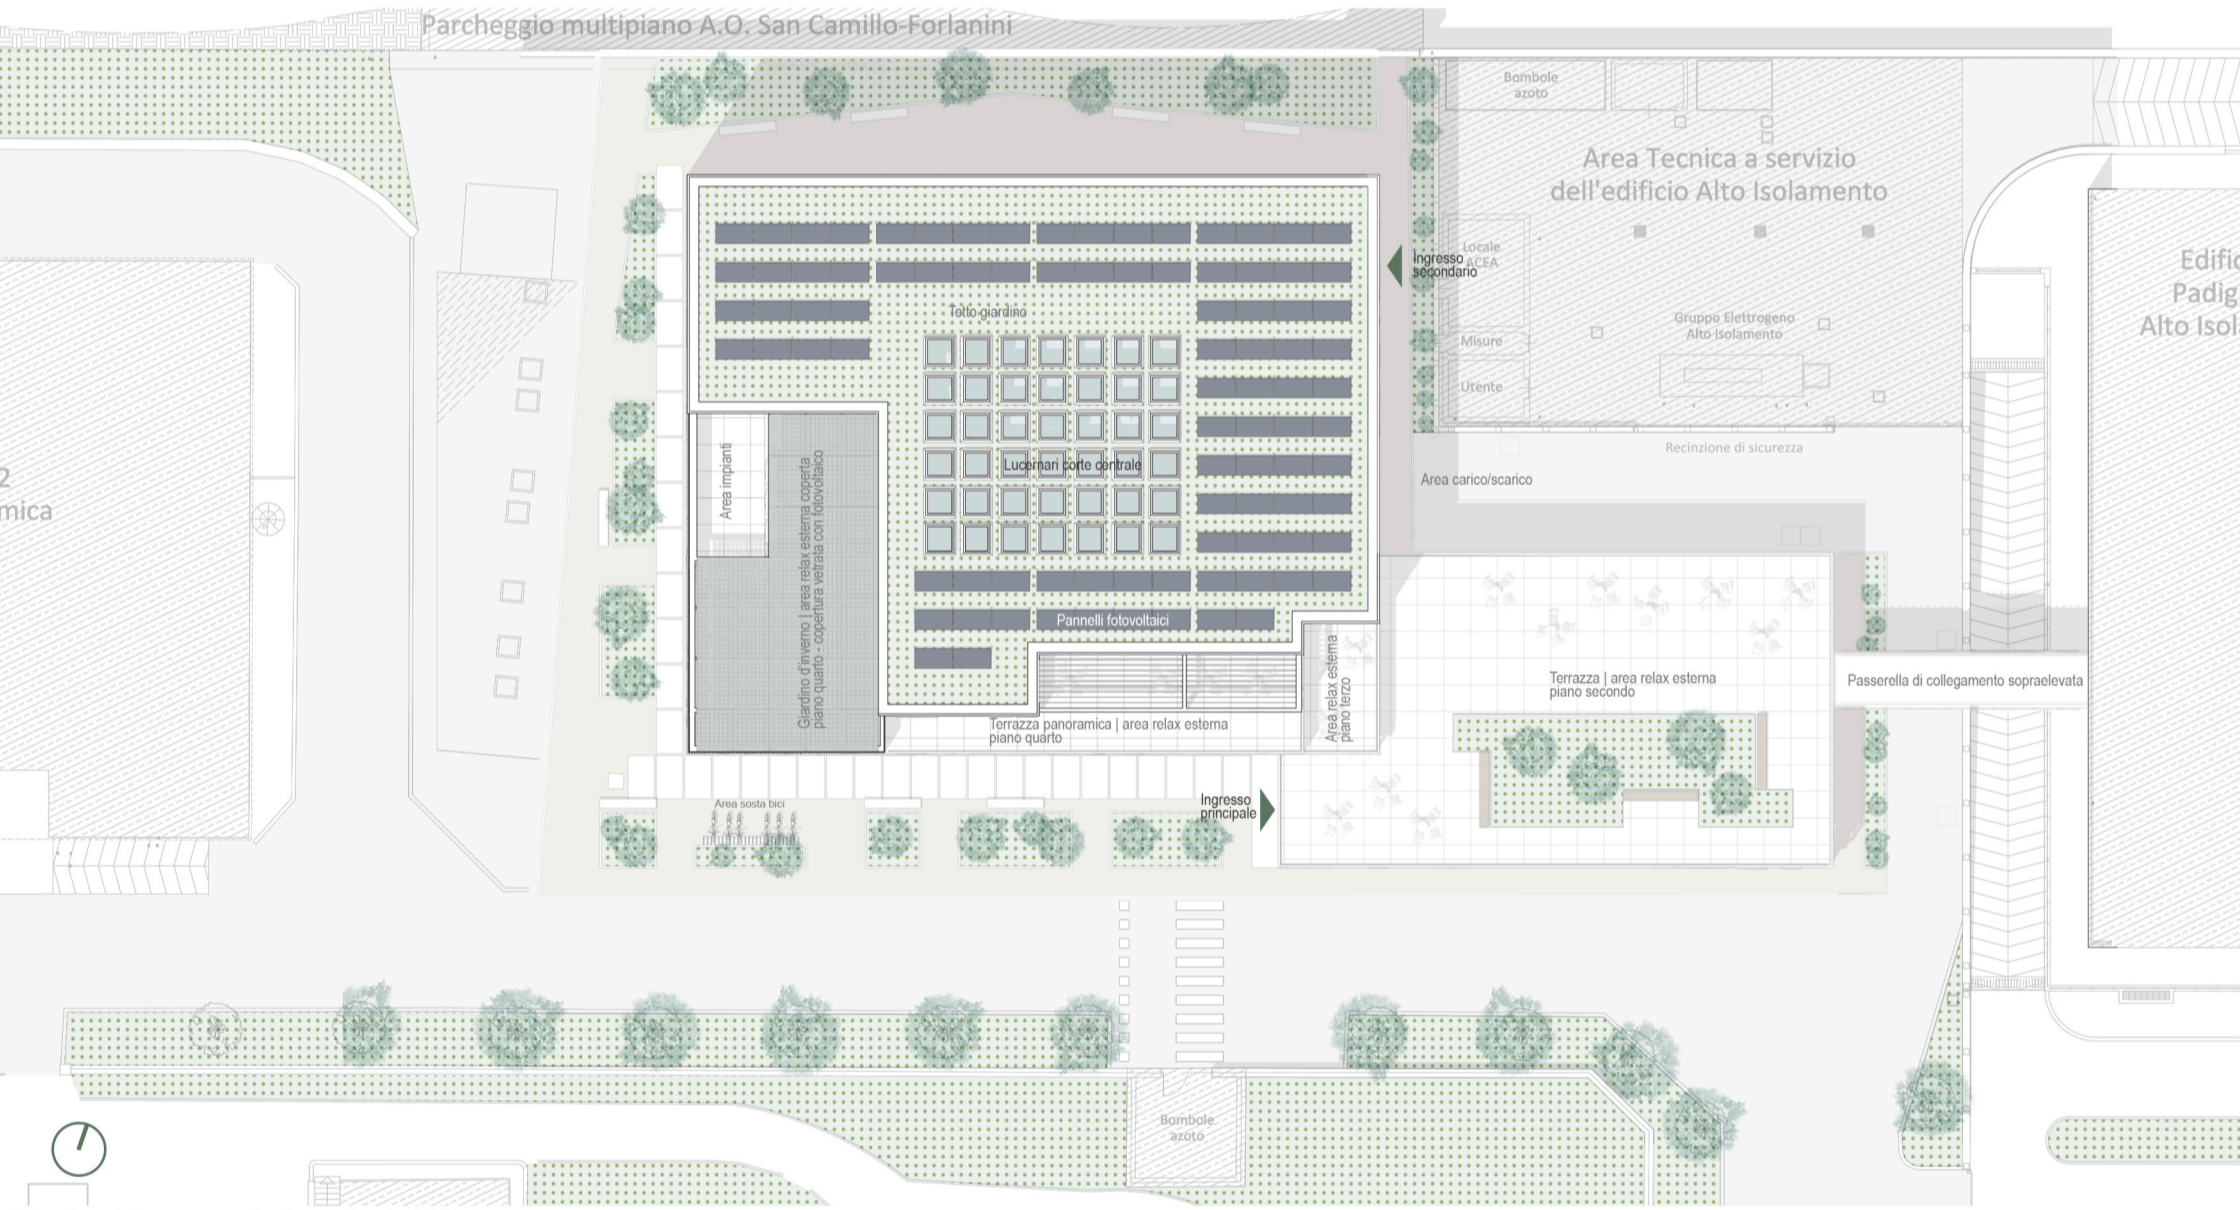 Parcheggio multipiano A.O. San Camillo-Forlanini
Bombole
azoto
Area Tecnica a servizio
dell'edificio Alto Isolamento
Locale
ACEA
Ingresso
secondario
Gruppo Elettrogeno
Alto Isolamento
Misure
Utente
Edific
Padig
Alto Isol
Tetto giardino
Lucernari corte centrale
Recinzione di sicurezza
Area carico/scarico
Area impianti
Giardino d'inverno | area relax esterna coperta
piano quarto - copertura vetrata con fotovoltaico
2
mica
Pannelli fotovoltaici
Area relax esterna
piano terzo
Terrazza | area relax esterna
piano secondo
Passerella di collegamento sopraelevata
Terrazza panoramica | area relax esterna
piano quarto
Area sosta bici
Ingresso
principale
Bombole
azoto